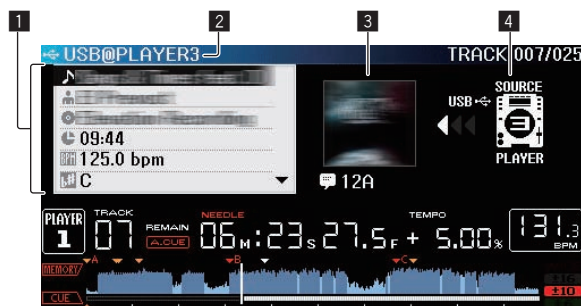 1 2 3 4
USB@PLAYER3 TRACK 007/025
SOURCE
USB
PLAYER
09:44
125.0 bpm
C
12A
PLAYER 1
TRACK 07
REMAIN
A.CUE
NEEDLE
06M:23S27.5F
TEMPO
+ 5.00%
131.3 BPM
MEMORY A B C
CUE
±16
±10